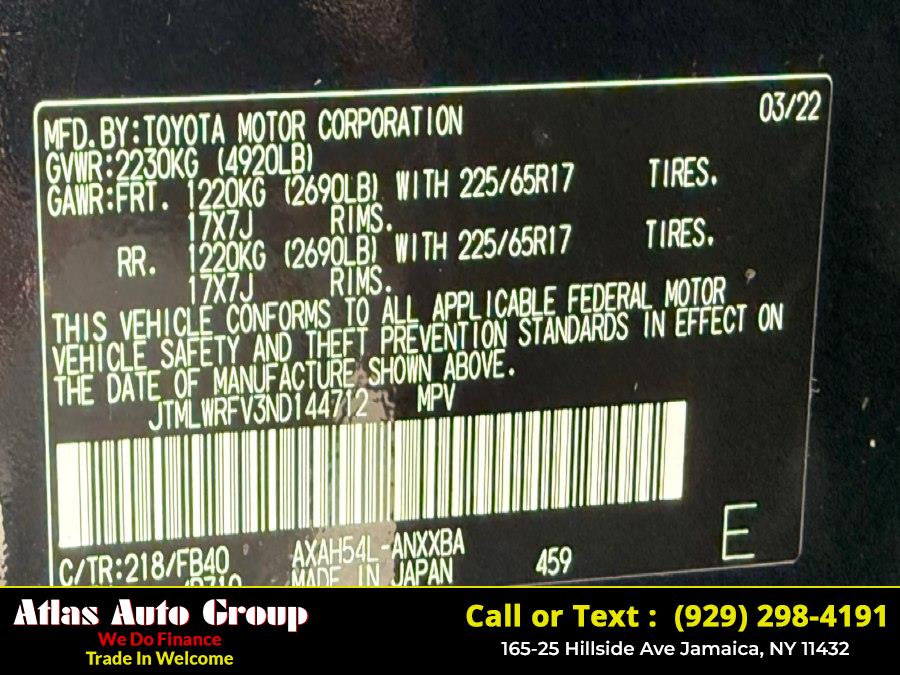 MFD.BY:TOYOTA MOTOR CORPORATION 03/22
GVWR:2230KG (4920LB)
GAWR:FRT. 1220KG (2690LB) WITH 225/65R17 TIRES.
17X7J RIMS.
RR. 1220KG (2690LB) WITH 225/65R17 TIRES.
17X7J RIMS.
THIS VEHICLE CONFORMS TO ALL APPLICABLE FEDERAL MOTOR
VEHICLE SAFETY AND THEFT PREVENTION STANDARDS IN EFFECT ON
THE DATE OF MANUFACTURE SHOWN ABOVE.
JTMLWRFV3ND144712 MPV
C/TR:218/FB40 AXAH54L-ANXXBA
MADE IN JAPAN 459 E
Atlas Auto Group
We Do FInance
Trade In Welcome
Call or Text : (929) 298-4191
165-25 Hillside Ave Jamaica, NY 11432